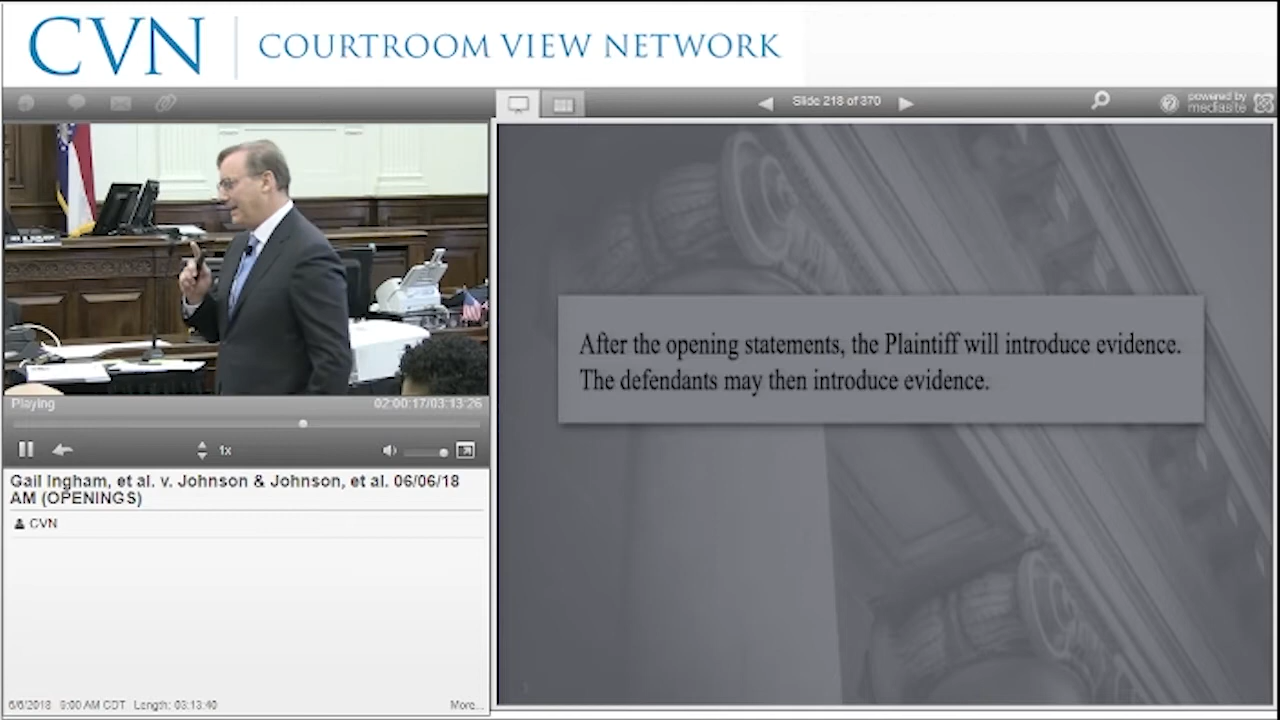 CVN
COURTROOM VIEW NETWORK
Slide 218 of 370
powered by
mediasite
After the opening statements, the Plaintiff will introduce evidence.
The defendants may then introduce evidence.
Playing
02:00:17/03:13:26
1x
Gail Ingham, et al. v. Johnson & Johnson, et al. 06/06/18
AM (OPENINGS)
CVN
6/6/2018 9:00 AM CDT Length: 03:13:40
More...